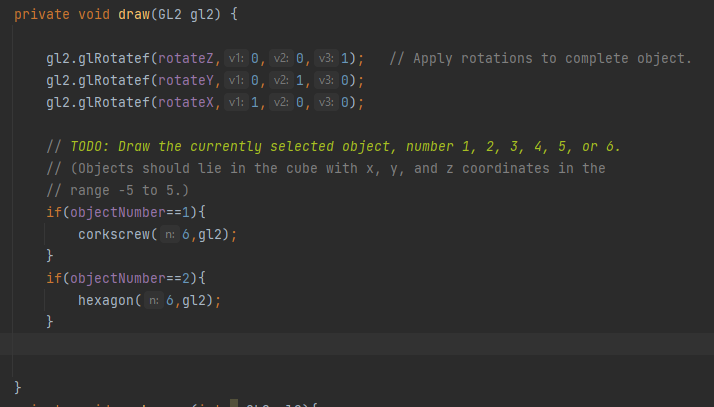 private void draw(GL2 gl2) {
gl2.glRotatef(rotateZ, v1: 0, v2: 0, v3: 1);   // Apply rotations to complete object.
gl2.glRotatef(rotateY, v1: 0, v2: 1, v3: 0);
gl2.glRotatef(rotateX, v1: 1, v2: 0, v3: 0);
// TODO: Draw the currently selected object, number 1, 2, 3, 4, 5, or 6.
// (Objects should lie in the cube with x, y, and z coordinates in the
// range -5 to 5.)
if(objectNumber==1){
corkscrew( n: 6,gl2);
}
if(objectNumber==2){
hexagon( n: 6,gl2);
}
}